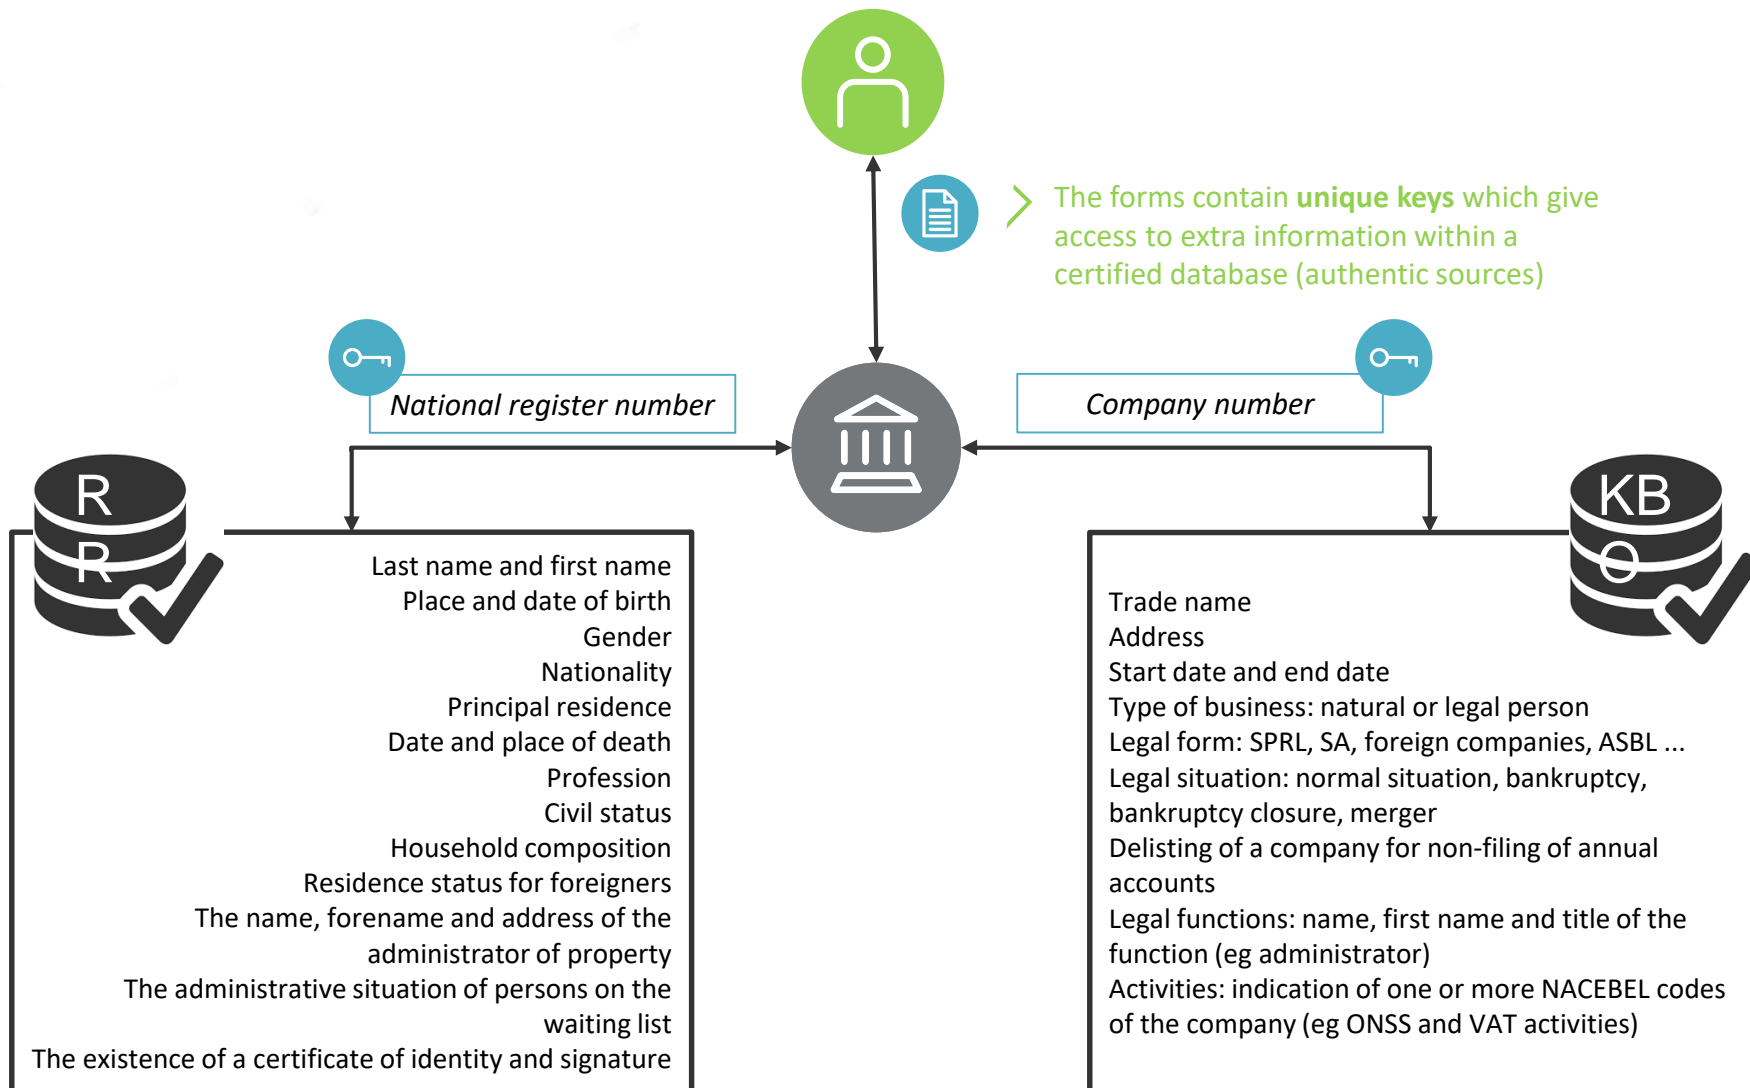 The forms contain unique keys which give
access to extra information within a
certified database (authentic sources)
National register number
Company number
R
R
KB
O
Last name and first name
Place and date of birth
Gender
Nationality
Principal residence
Date and place of death
Profession
Civil status
Household composition
Residence status for foreigners
The name, forename and address of the
administrator of property
The administrative situation of persons on the
waiting list
The existence of a certificate of identity and signature
Trade name
Address
Start date and end date
Type of business: natural or legal person
Legal form: SPRL, SA, foreign companies, ASBL ...
Legal situation: normal situation, bankruptcy,
bankruptcy closure, merger
Delisting of a company for non-filing of annual
accounts
Legal functions: name, first name and title of the
function (eg administrator)
Activities: indication of one or more NACEBEL codes
of the company (eg ONSS and VAT activities)